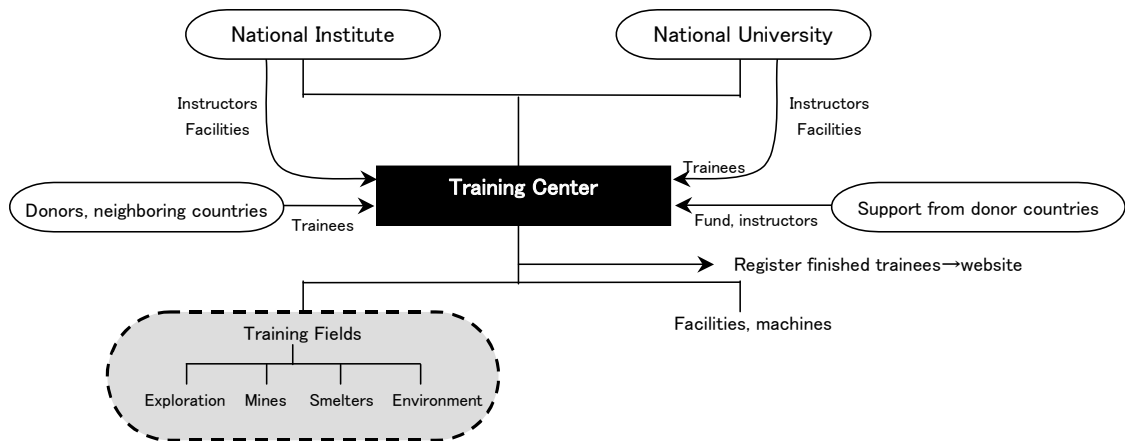 National Institute
National University
Instructors
Facilities
Instructors
Facilities
Trainees
Training Center
Donors, neighboring countries
Trainees
Fund, instructors
Support from donor countries
Register finished trainees→website
Facilities, machines
Training Fields
Exploration Mines Smelters Environment